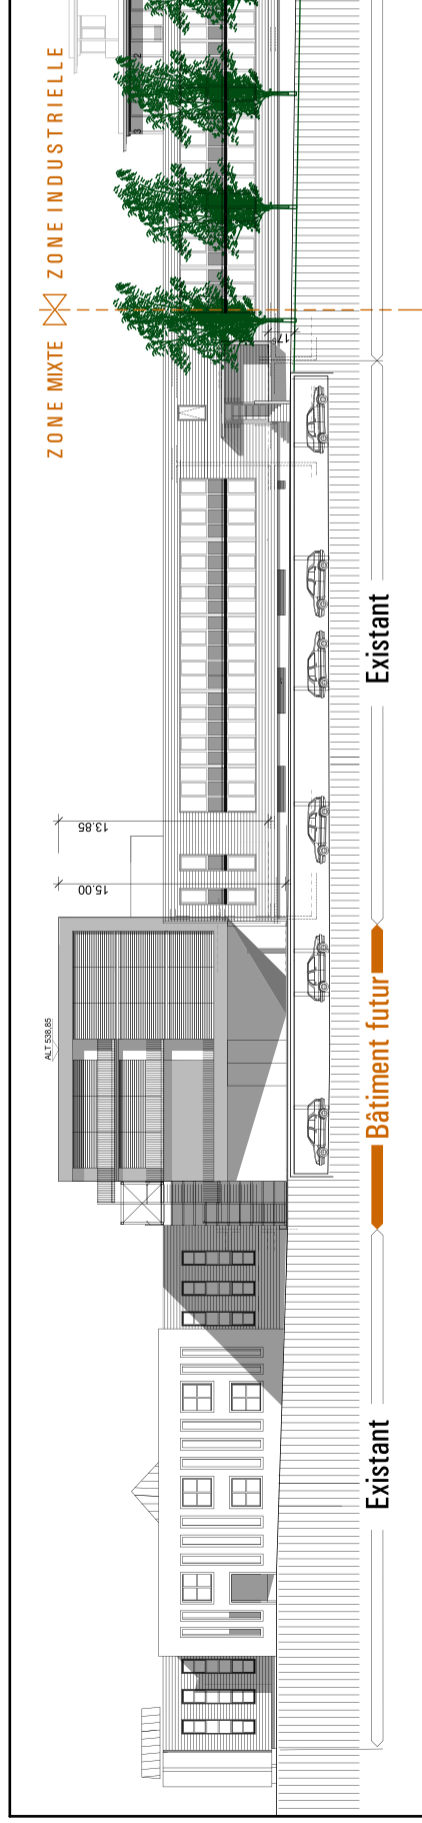 ZONE MIXTE ZONE INDUSTRIELLE
ALT 538.85
15.00
13.85
Existant
Bâtiment futur
Existant